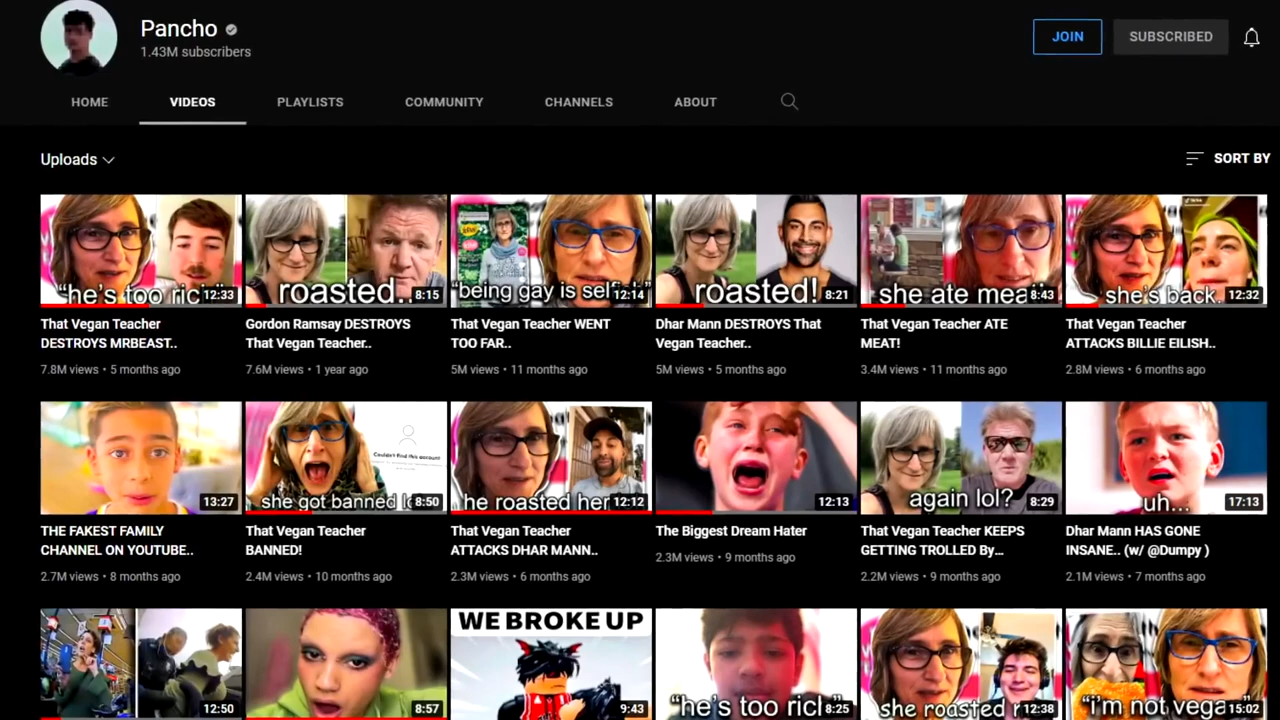 Pancho
1.43M subscribers
JOIN
SUBSCRIBED
HOME
VIDEOS
PLAYLISTS
COMMUNITY
CHANNELS
ABOUT
Uploads
SORT BY
"he's too ric
12:33
roasted..
8:15
"being gay is self
12:14
roasted!
8:21
she ate mea
8:43
she's back.
12:32
That Vegan Teacher
DESTROYS MRBEAST..
7.8M views • 5 months ago
Gordon Ramsay DESTROYS
That Vegan Teacher..
7.6M views • 1 year ago
That Vegan Teacher WENT
TOO FAR..
5M views • 11 months ago
Dhar Mann DESTROYS That
Vegan Teacher..
5M views • 5 months ago
That Vegan Teacher ATE
MEAT!
3.4M views • 11 months ago
That Vegan Teacher
ATTACKS BILLIE EILISH..
2.8M views • 6 months ago
13:27
Couldn't find this account
she got banned l
8:50
he roasted her
12:12
12:13
again lol?
8:29
uh...
17:13
THE FAKEST FAMILY
CHANNEL ON YOUTUBE..
2.7M views • 8 months ago
That Vegan Teacher
BANNED!
2.4M views • 10 months ago
That Vegan Teacher
ATTACKS DHAR MANN..
2.3M views • 6 months ago
The Biggest Dream Hater
2.3M views • 9 months ago
That Vegan Teacher KEEPS
GETTING TROLLED By...
2.2M views • 9 months ago
Dhar Mann HAS GONE
INSANE.. (w/ @Dumpy )
2.1M views • 7 months ago
12:50
8:57
WE BROKE UP
9:43
"he's too rich
8:25
she roasted
12:38
"i'm not vega
15:02